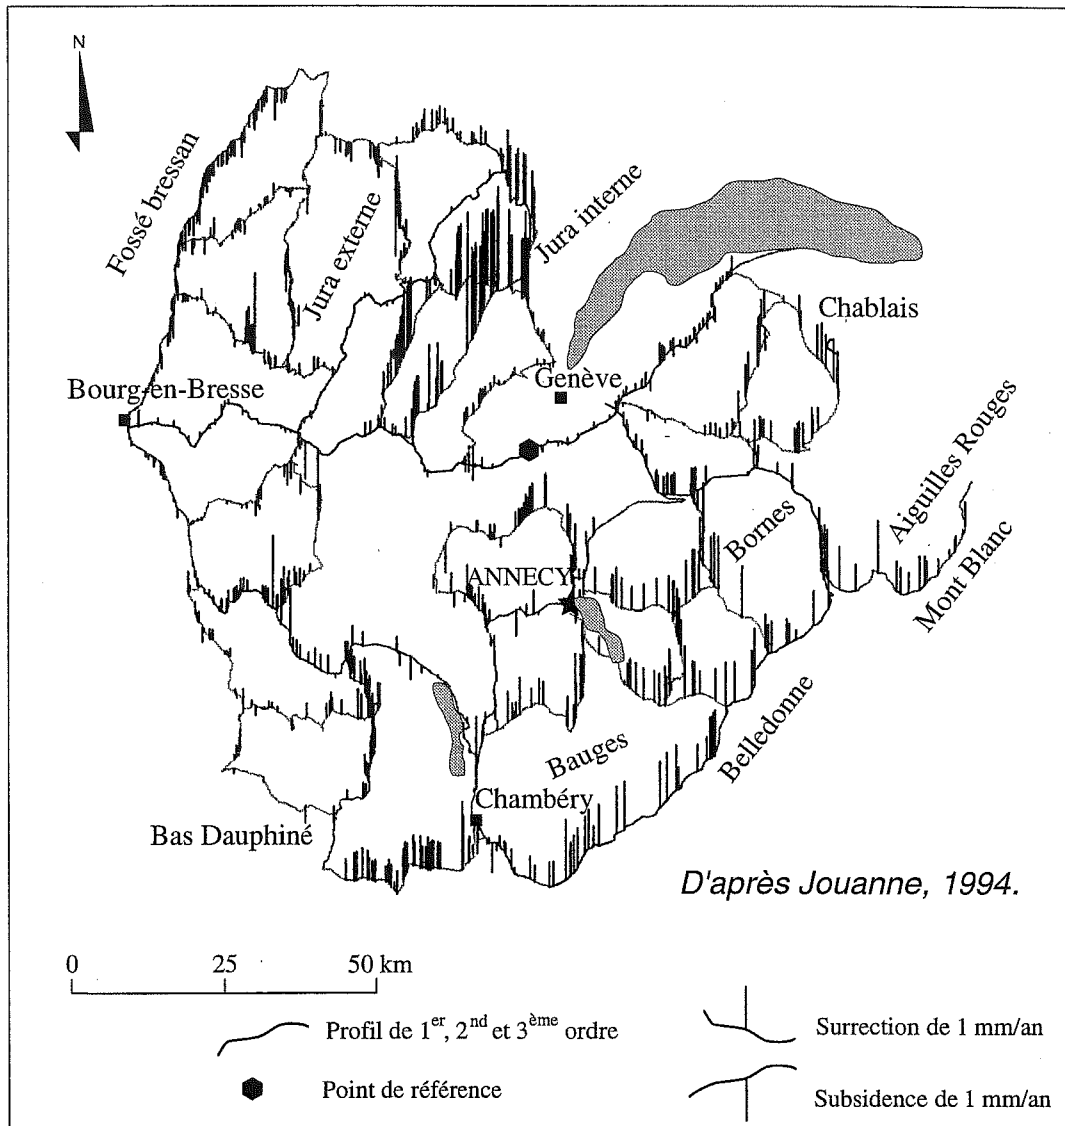 N
Fossé bressan
Jura externe
Jura interne
Chablais
Genève
Bourg-en-Bresse
Aiguilles Rouges
Mont Blanc
Bornes
ANNECY
Belledonne
Bauges
Chambéry
Bas Dauphiné
D'après Jouanne, 1994.
0 25 50 km
Profil de 1er, 2nd et 3ème ordre
Surrection de 1 mm/an
Point de référence
Subsidence de 1 mm/an